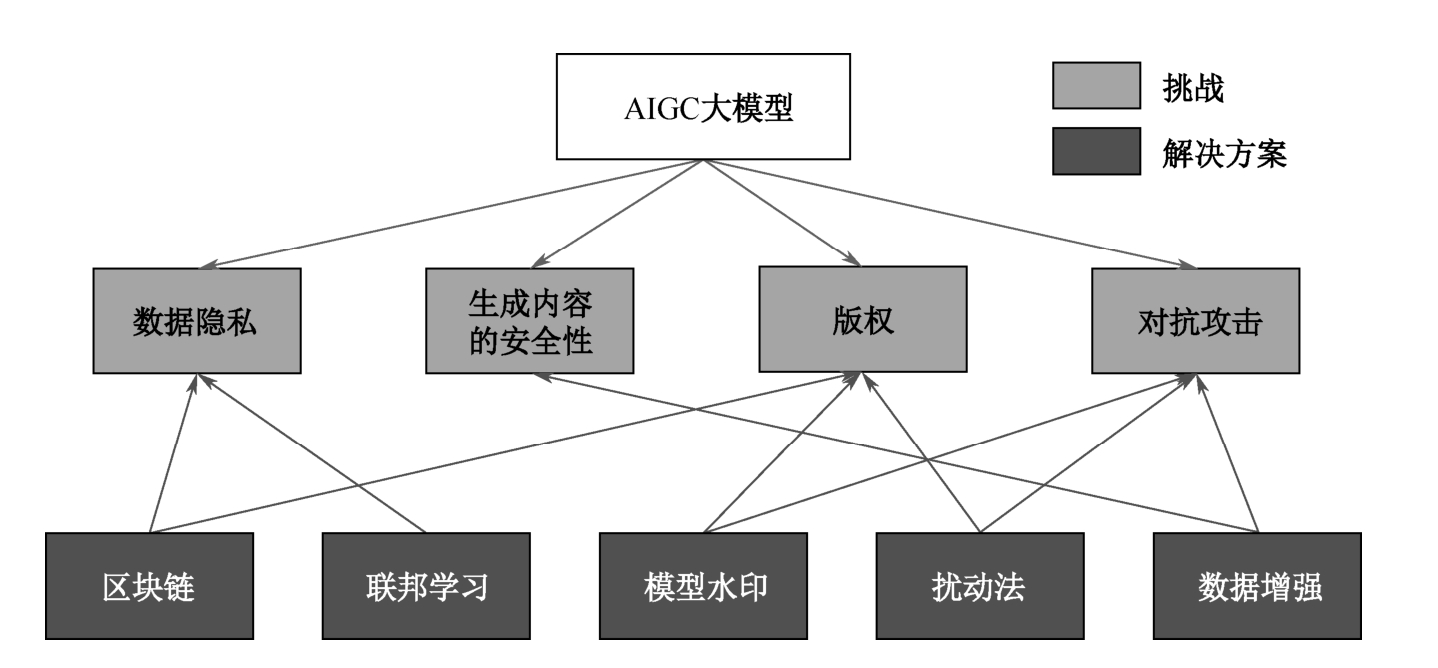 AIGC大模型
挑战
解决方案
数据隐私
生成内容
的安全性
版权
对抗攻击
区块链
联邦学习
模型水印
扰动法
数据增强